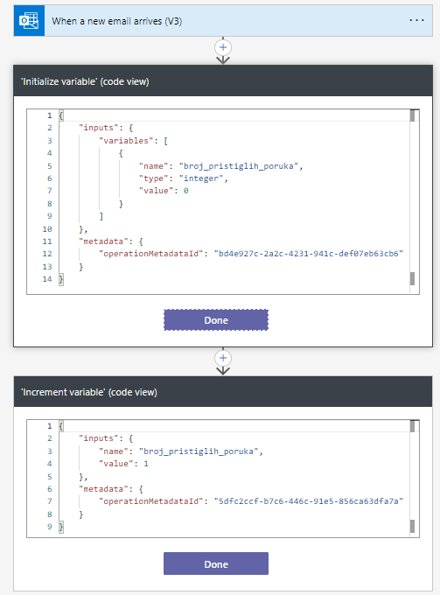 When a new email arrives (V3)
'Initialize variable' (code view)
1 {
2 "inputs": {
3 "variables": [
4 {
5 "name": "broj_pristiglih_poruka",
6 "type": "integer",
7 "value": 0
8 }
9 ]
10 },
11 "metadata": {
12 "operationMetadataId": "bd4e927c-2a2c-4231-941c-def07eb63cb6"
13 }
14 }
Done
'Increment variable' (code view)
1 {
2 "inputs": {
3 "name": "broj_pristiglih_poruka",
4 "value": 1
5 },
6 "metadata": {
7 "operationMetadataId": "5dfc2ccf-b7c6-446c-91e5-856ca63dfa7a"
8 }
9 }
Done